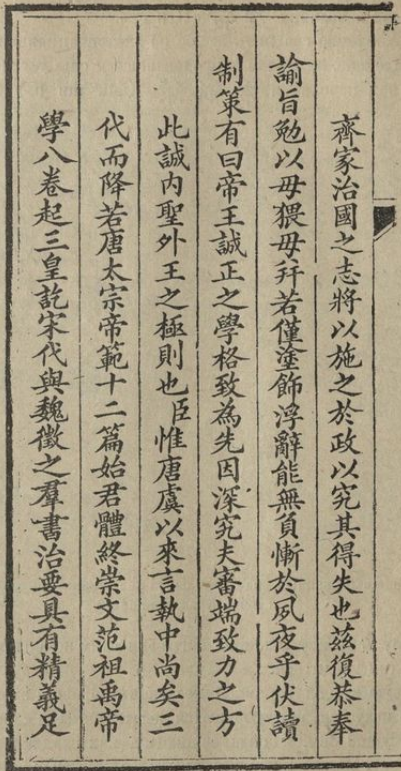 齊家治國之志將以施之於政以究其得失也茲復恭奉
諭旨勉以毋猥毋幷若僅塗飾浮辭能無負慚於夙夜乎伏讀
制策有曰帝王誠正之學格致為先因深究夫審端致力之方
此誠內聖外王之極則也臣惟唐虞以來言執中尚矣三
代而降若唐太宗帝範十二篇始君體終崇文范祖禹帝
學八卷起三皇訖宋代與魏徵之羣書治要具有精義足